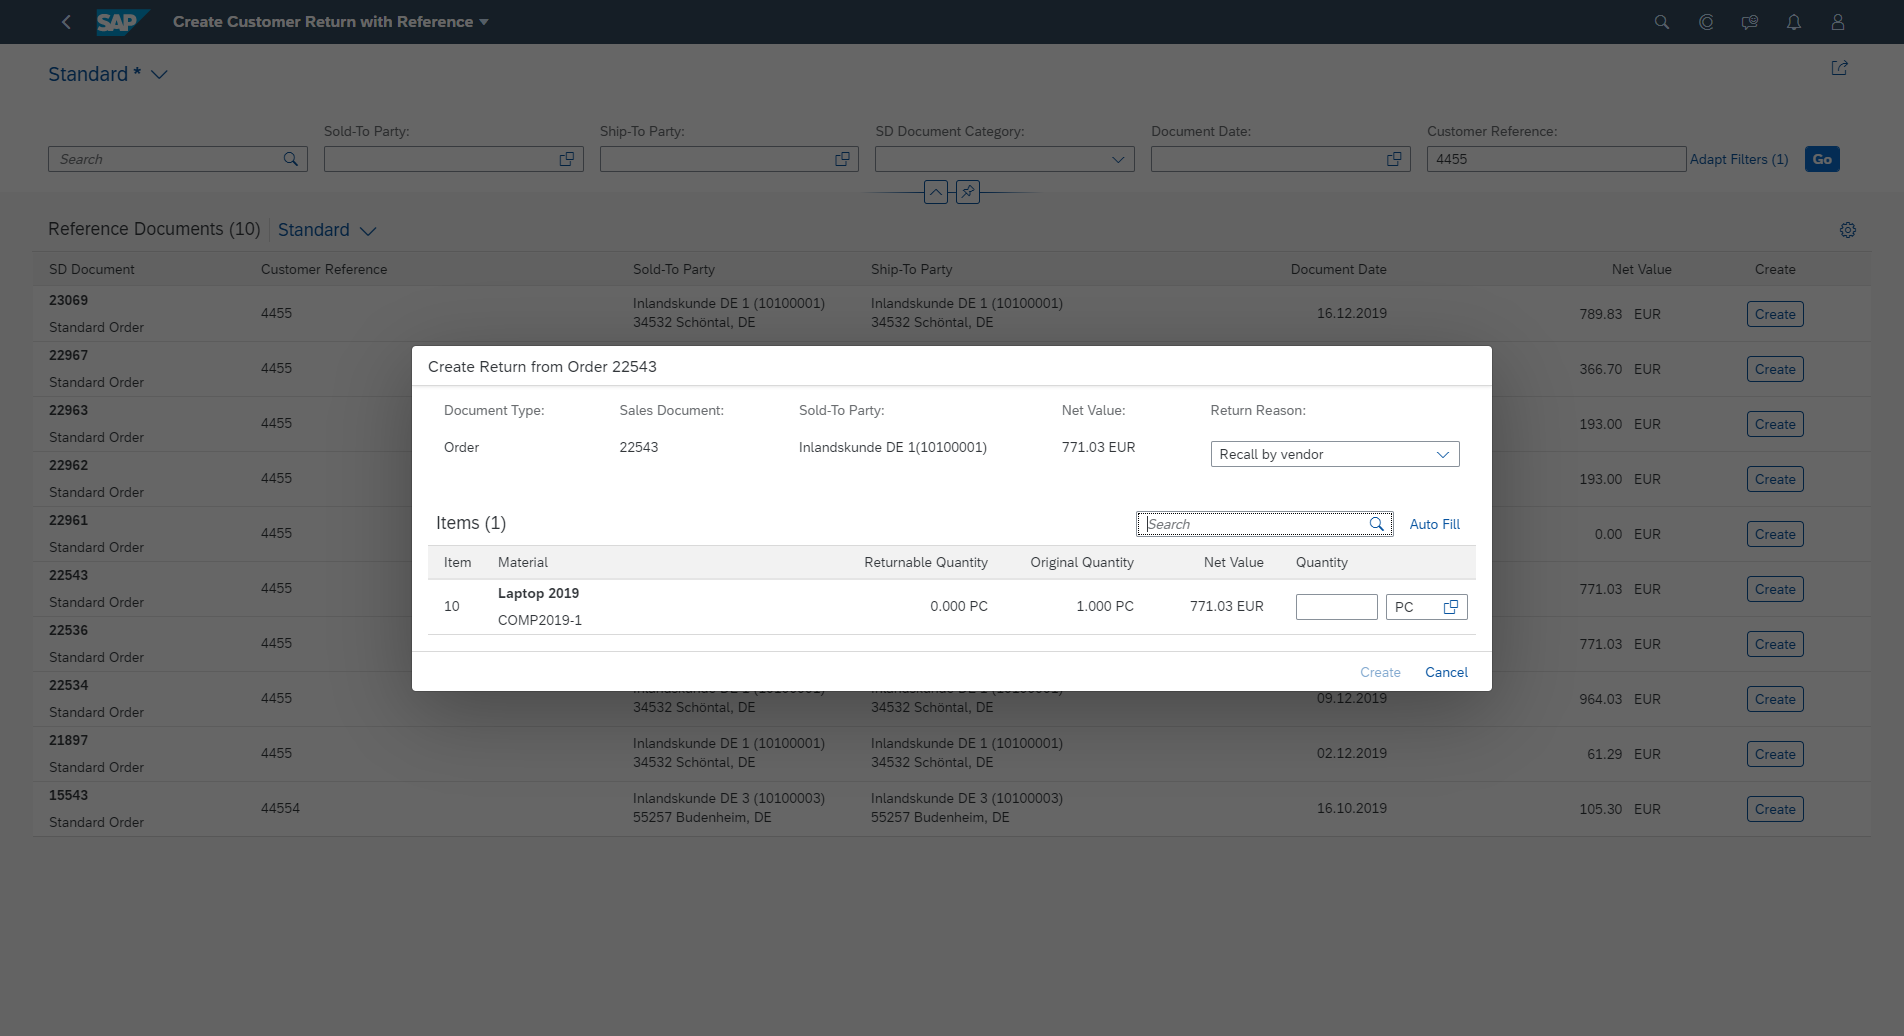 SAP Create Customer Return with Reference
Standard *
Sold-To Party: Ship-To Party: SD Document Category: Document Date: Customer Reference:
Search 4455 Adapt Filters (1) Go
Reference Documents (10) Standard
SD Document Customer Reference Sold-To Party Ship-To Party Document Date Net Value Create
23069
Standard Order
4455
Inlandskunde DE 1 (10100001)
34532 Schöntal, DE
Inlandskunde DE 1 (10100001)
34532 Schöntal, DE
16.12.2019
789.83 EUR
Create
22967
Standard Order
4455
366.70 EUR
Create
22963
Standard Order
4455
193.00 EUR
Create
22962
Standard Order
4455
193.00 EUR
Create
22961
Standard Order
4455
0.00 EUR
Create
22543
Standard Order
4455
771.03 EUR
Create
22536
Standard Order
4455
771.03 EUR
Create
22534
Standard Order
4455
34532 Schöntal, DE
34532 Schöntal, DE
09.12.2019
964.03 EUR
Create
21897
Standard Order
4455
Inlandskunde DE 1 (10100001)
34532 Schöntal, DE
Inlandskunde DE 1 (10100001)
34532 Schöntal, DE
02.12.2019
61.29 EUR
Create
15543
Standard Order
44554
Inlandskunde DE 3 (10100003)
55257 Budenheim, DE
Inlandskunde DE 3 (10100003)
55257 Budenheim, DE
16.10.2019
105.30 EUR
Create
Create Return from Order 22543
Document Type: Sales Document: Sold-To Party: Net Value: Return Reason:
Order 22543 Inlandskunde DE 1(10100001) 771.03 EUR Recall by vendor
Items (1) Search Auto Fill
Item Material Returnable Quantity Original Quantity Net Value Quantity
10
Laptop 2019
COMP2019-1
0.000 PC 1.000 PC 771.03 EUR PC
Create Cancel